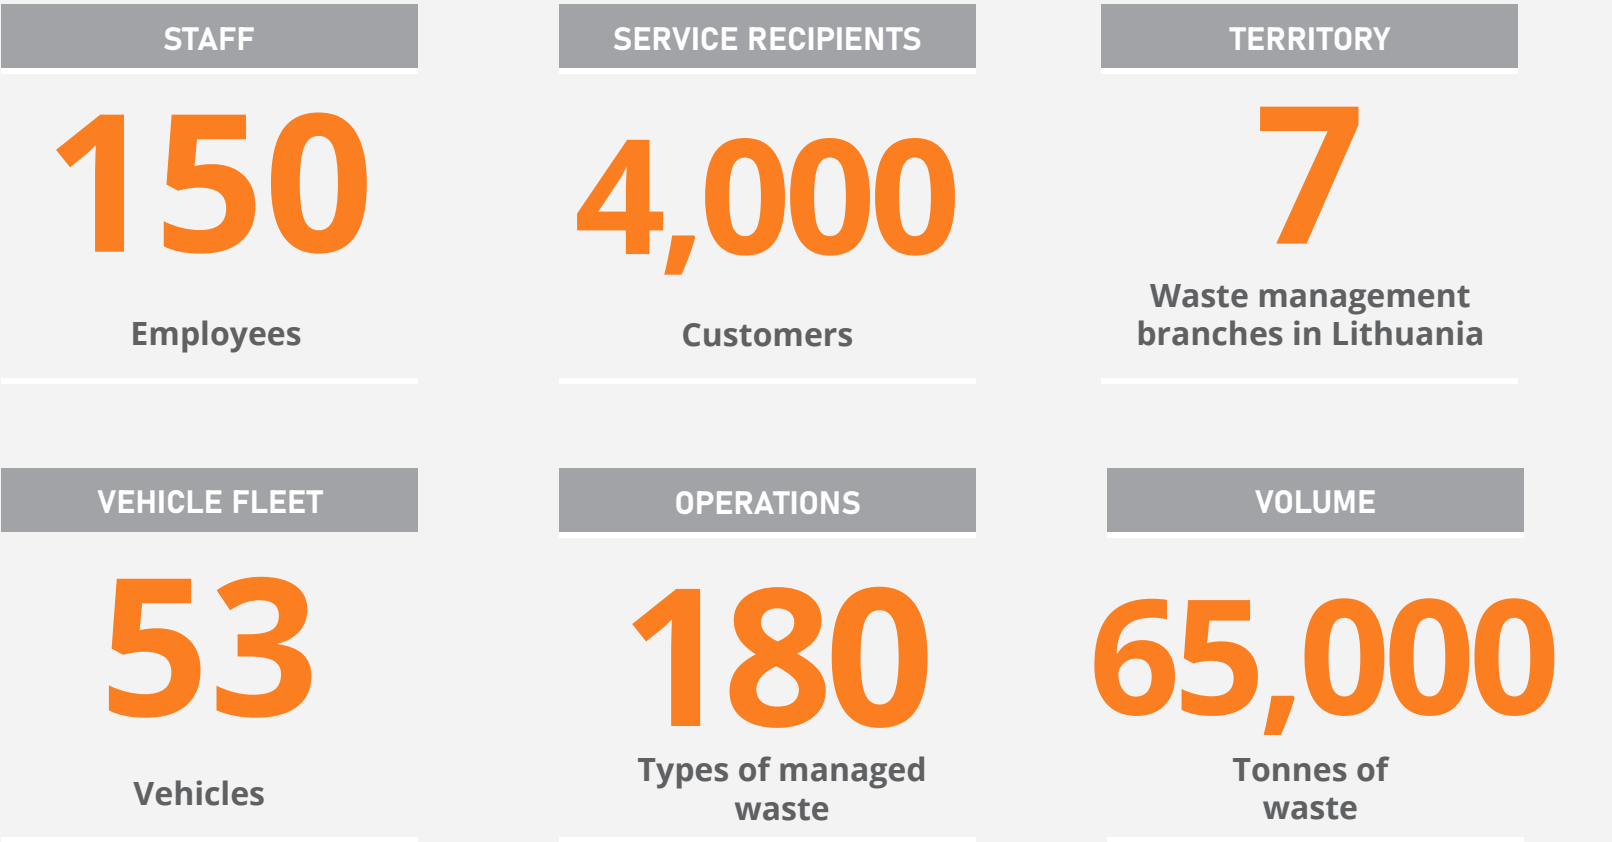 STAFF
150
Employees
SERVICE RECIPIENTS
4,000
Customers
TERRITORY
7
Waste management
branches in Lithuania
VEHICLE FLEET
53
Vehicles
OPERATIONS
180
Types of managed
waste
VOLUME
65,000
Tonnes of
waste